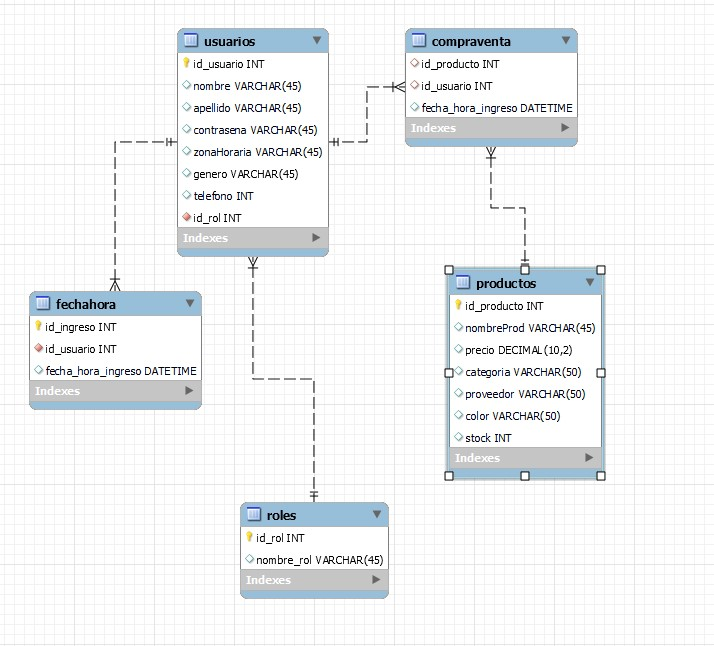 usuarios
id_usuario INT
nombre VARCHAR(45)
apellido VARCHAR(45)
contrasena VARCHAR(45)
zonaHoraria VARCHAR(45)
genero VARCHAR(45)
telefono INT
id_rol INT
Indexes
compraventa
id_producto INT
id_usuario INT
fecha_hora_ingreso DATETIME
Indexes
fechahora
id_ingreso INT
id_usuario INT
fecha_hora_ingreso DATETIME
Indexes
productos
id_producto INT
nombreProd VARCHAR(45)
precio DECIMAL(10,2)
categoria VARCHAR(50)
proveedor VARCHAR(50)
color VARCHAR(50)
stock INT
Indexes
roles
id_rol INT
nombre_rol VARCHAR(45)
Indexes